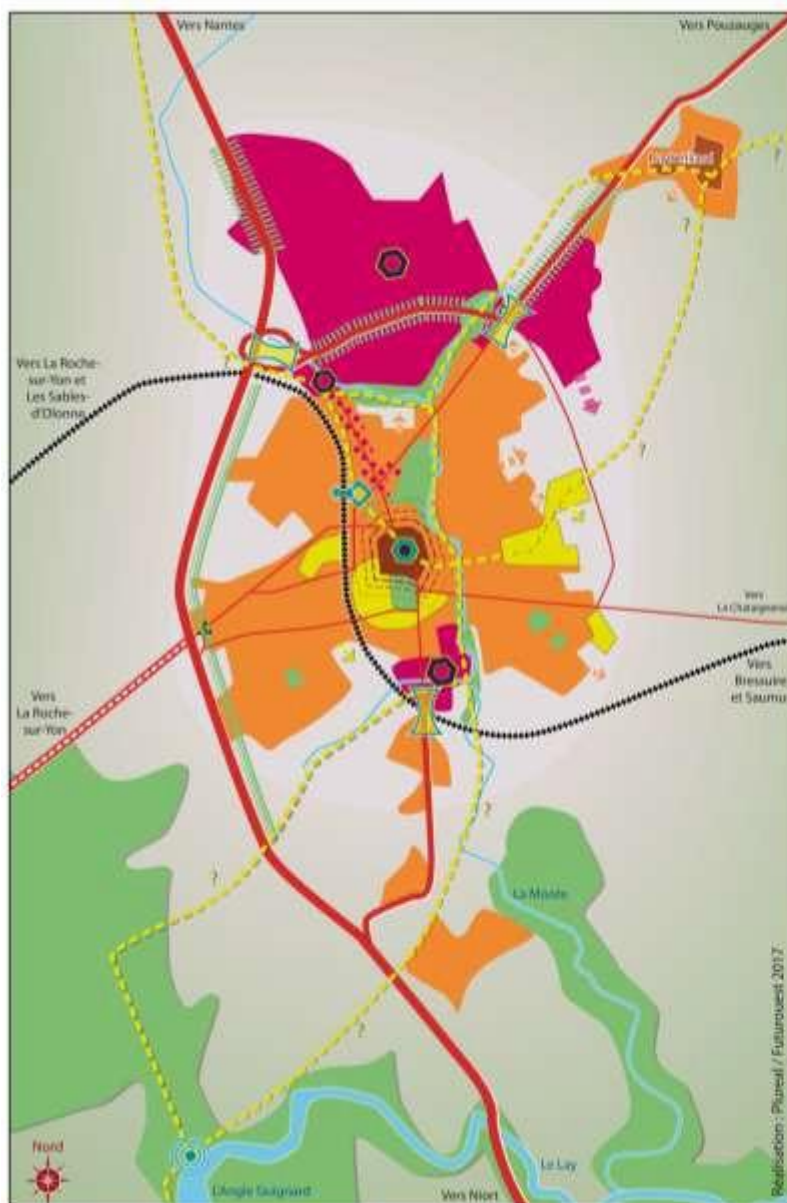 Vers Nantes
Vers Pouzauges
?
?
Vers La Roche-
sur-Yon et
Les Sables-
d'Olonne
?
Vers
La Chataigneraie
Vers
Bressuire
et Saumur
Vers
La Roche-
sur-Yon
?
?
La Mozée
?
Nord
L'Angle Guignard
Vers Niort
Le Lay
Réalisation : Plureal / Futurouest 2017